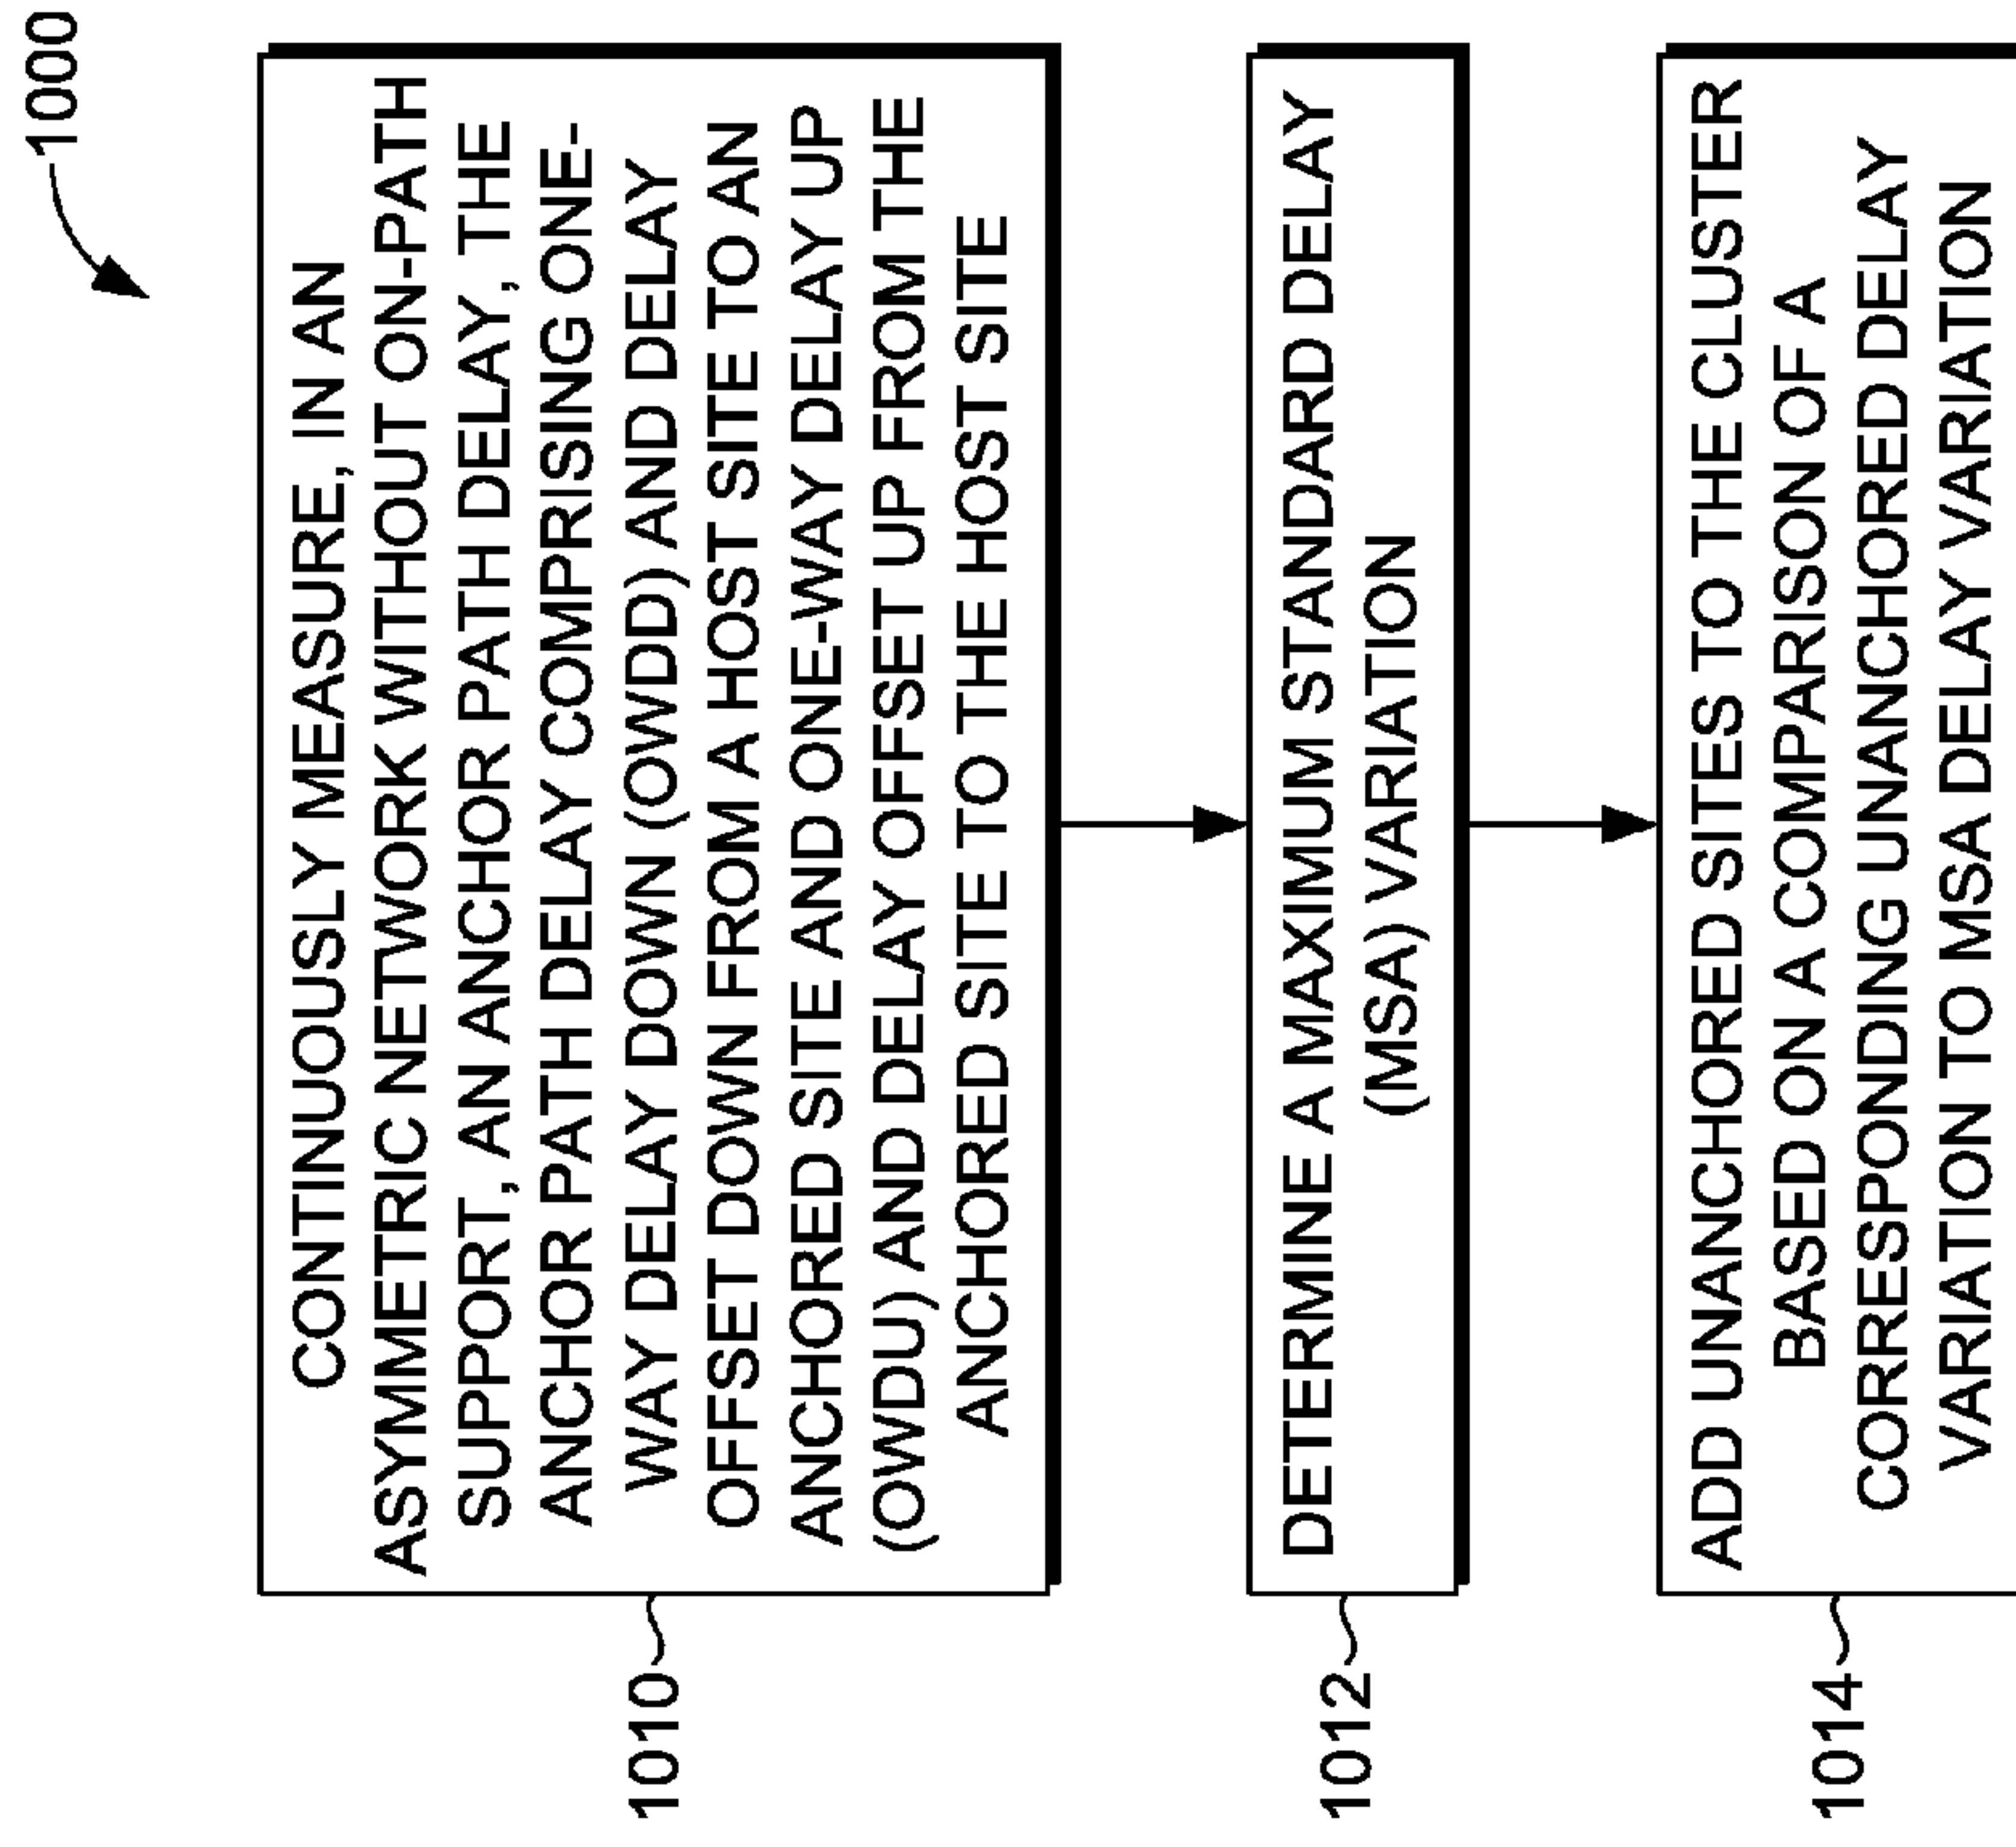 1000
CONTINUOUSLY MEASURE, IN AN
ASYMMETRIC NETWORK WITHOUT ON-PATH
SUPPORT, AN ANCHOR PATH DELAY, THE
ANCHOR PATH DELAY COMPRISING ONE-
WAY DELAY DOWN (OWDD) AND DELAY
OFFSET DOWN FROM A HOST SITE TO AN
ANCHORED SITE AND ONE-WAY DELAY UP
(OWDU) AND DELAY OFFSET UP FROM THE
ANCHORED SITE TO THE HOST SITE
1010
DETERMINE A MAXIMUM STANDARD DELAY
(MSA) VARIATION
1012
ADD UNANCHORED SITES TO THE CLUSTER
BASED ON A COMPARISON OF A
CORRESPONDING UNANCHORED DELAY
VARIATION TO MSA DELAY VARIATION
1014